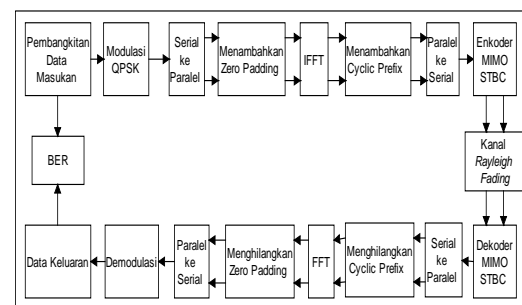 Pembangkitan
Data
Masukan
Modulasi
QPSK
Serial
ke
Paralel
Menambahkan
Zero Padding
IFFT
Menambahkan
Cyclic Prefix
Paralel
ke
Serial
Enkoder
MIMO
STBC
BER
Kanal
Rayleigh
Fading
Data Keluaran
Demodulasi
Paralel
ke
Serial
Menghilangkan
Zero Padding
FFT
Menghilangkan
Cyclic Prefix
Serial
ke
Paralel
Dekoder
MIMO
STBC